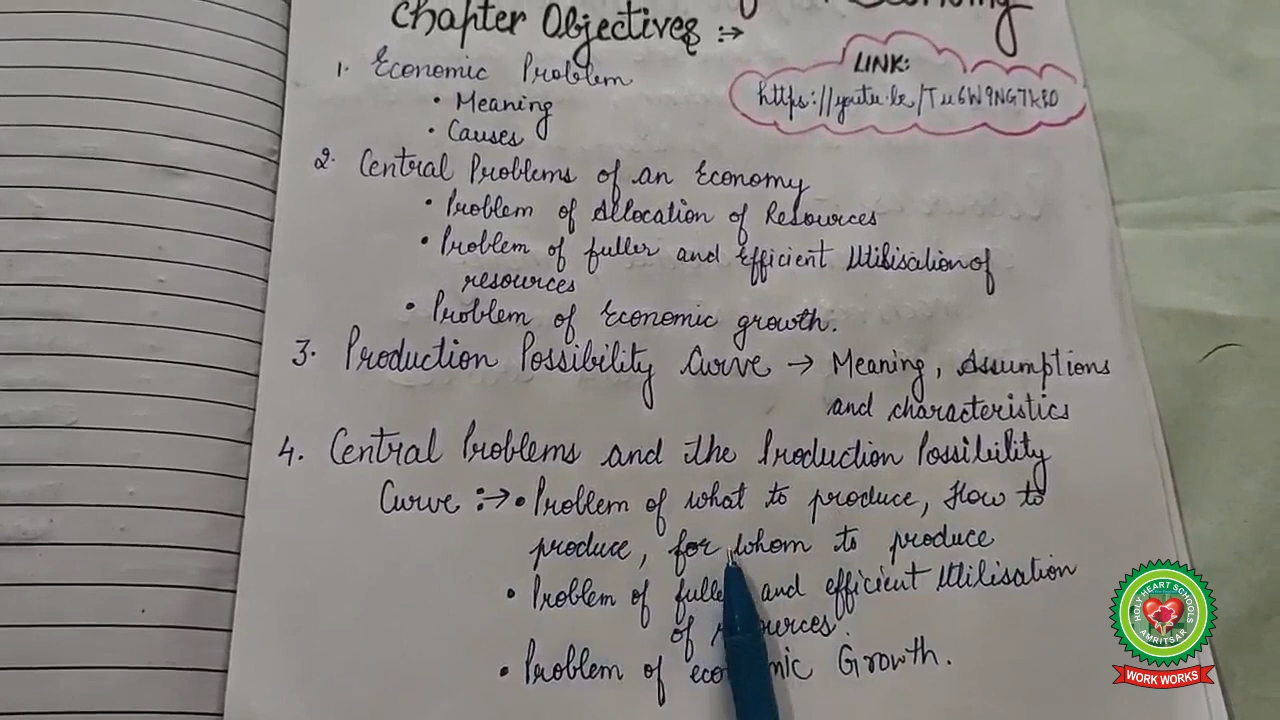 Chapter Objectives :→
LINK:
1. Economic Problem
• Meaning
• Causes
2. Central Problems of an Economy
• Problem of Allocation of Resources
• Problem of fuller and Efficient Utilisation of
resources
• Problem of Economic growth.
3. Production Possibility Curve → Meaning, Assumptions
and characteristics
4. Central Problems and the Production Possibility
Curve :→ • Problem of what to produce, How to
produce, for whom to produce
• Problem of fuller and efficient Utilisation
of resources
• Problem of economic Growth.
HOLY HEART SCHOOLS
AMRITSAR
WORK WORKS